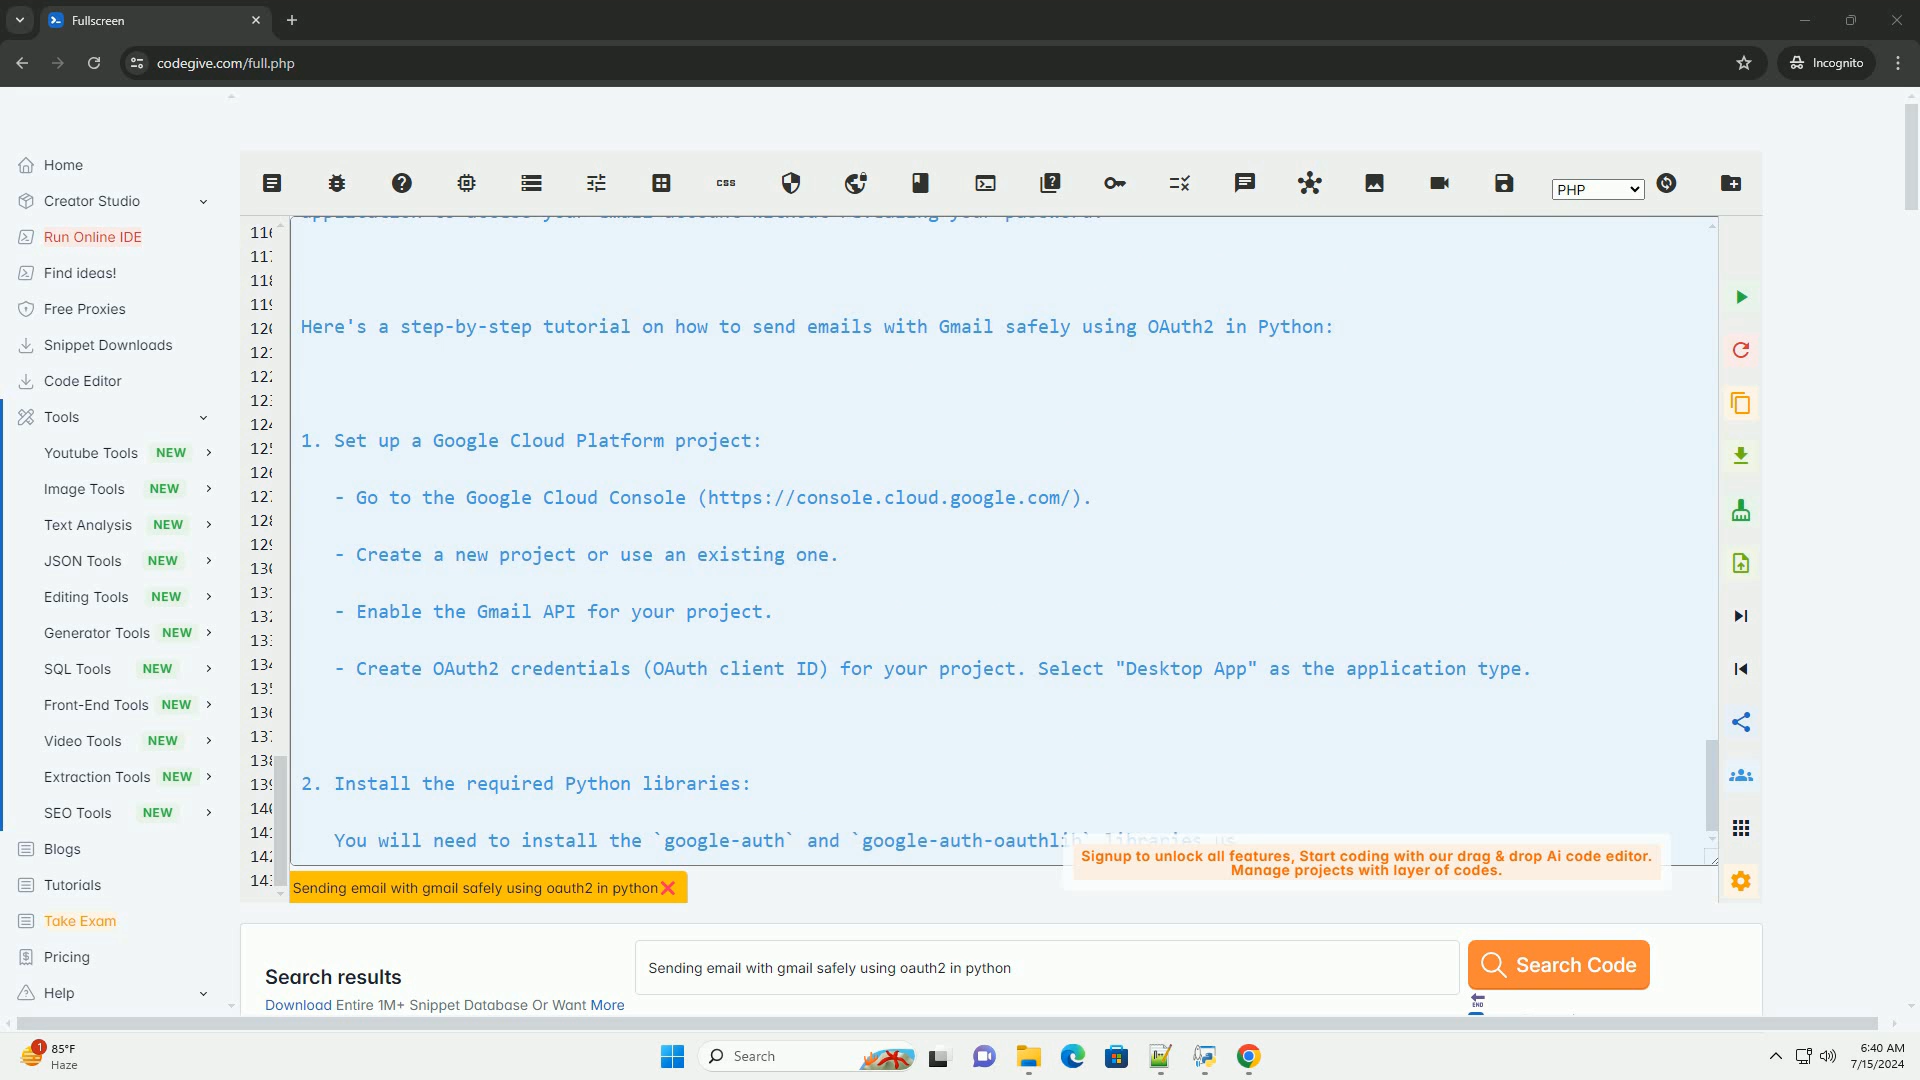 Fullscreen
codegive.com/full.php
Incognito
Home
Creator Studio
Run Online IDE
Find ideas!
Free Proxies
Snippet Downloads
Code Editor
Tools
Youtube Tools NEW
Image Tools NEW
Text Analysis NEW
JSON Tools NEW
Editing Tools NEW
Generator Tools NEW
SQL Tools NEW
Front-End Tools NEW
Video Tools NEW
Extraction Tools NEW
SEO Tools NEW
Blogs
Tutorials
Take Exam
Pricing
Help
css
PHP
Here's a step-by-step tutorial on how to send emails with Gmail safely using OAuth2 in Python:
1. Set up a Google Cloud Platform project:
- Go to the Google Cloud Console (https://console.cloud.google.com/).
- Create a new project or use an existing one.
- Enable the Gmail API for your project.
- Create OAuth2 credentials (OAuth client ID) for your project. Select "Desktop App" as the application type.
2. Install the required Python libraries:
You will need to install the `google-auth` and `google-auth-oauthlib` libraries us
Signup to unlock all features, Start coding with our drag & drop Ai code editor.
Manage projects with layer of codes.
Sending email with gmail safely using oauth2 in python
Search results
Download Entire 1M+ Snippet Database Or Want More
Sending email with gmail safely using oauth2 in python
Search Code
END
1
85°F
Haze
Search
6:40 AM
7/15/2024